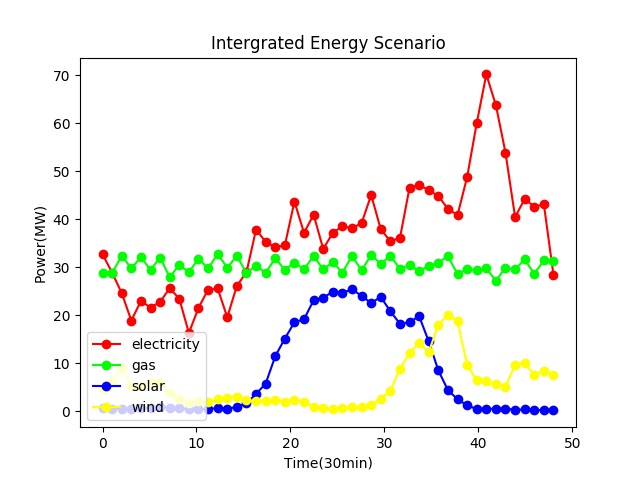 Intergrated Energy Scenario
Power(MW)
70
60
50
40
30
20
10
0
electricity
gas
solar
wind
0 10 20 30 40 50
Time(30min)